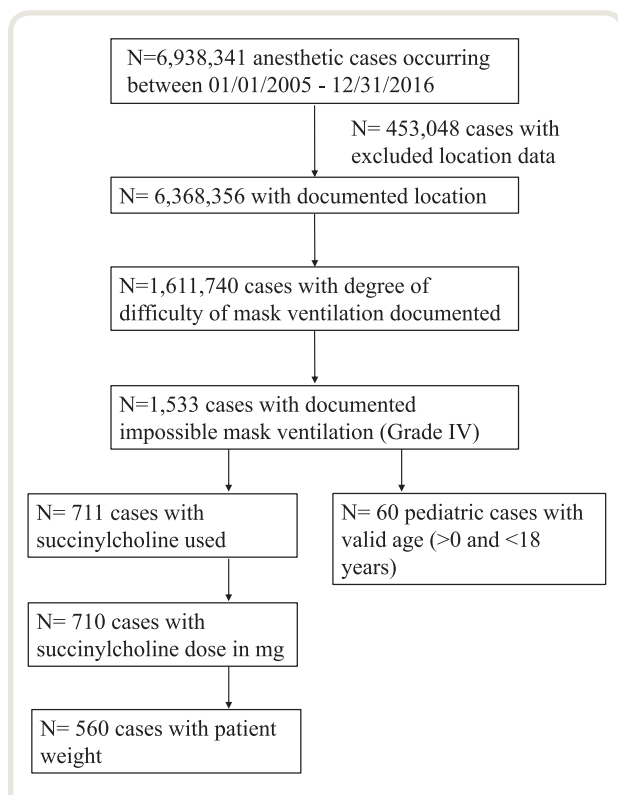 N=6,938,341 anesthetic cases occurring
between 01/01/2005 - 12/31/2016
N= 453,048 cases with
excluded location data
N= 6,368,356 with documented location
N=1,611,740 cases with degree of
difficulty of mask ventilation documented
N=1,533 cases with documented
impossible mask ventilation (Grade IV)
N= 711 cases with
succinylcholine used
N= 60 pediatric cases with
valid age (>0 and <18
years)
N= 710 cases with
succinylcholine dose in mg
N= 560 cases with patient
weight